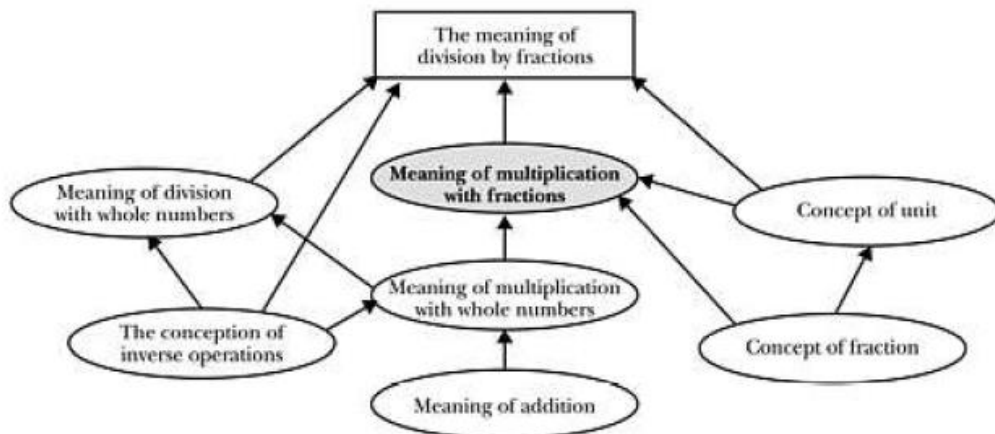 The meaning of
division by fractions
Meaning of multiplication
with fractions
Meaning of division
with whole numbers
Concept of unit
Meaning of multiplication
with whole numbers
The conception of
inverse operations
Concept of fraction
Meaning of addition